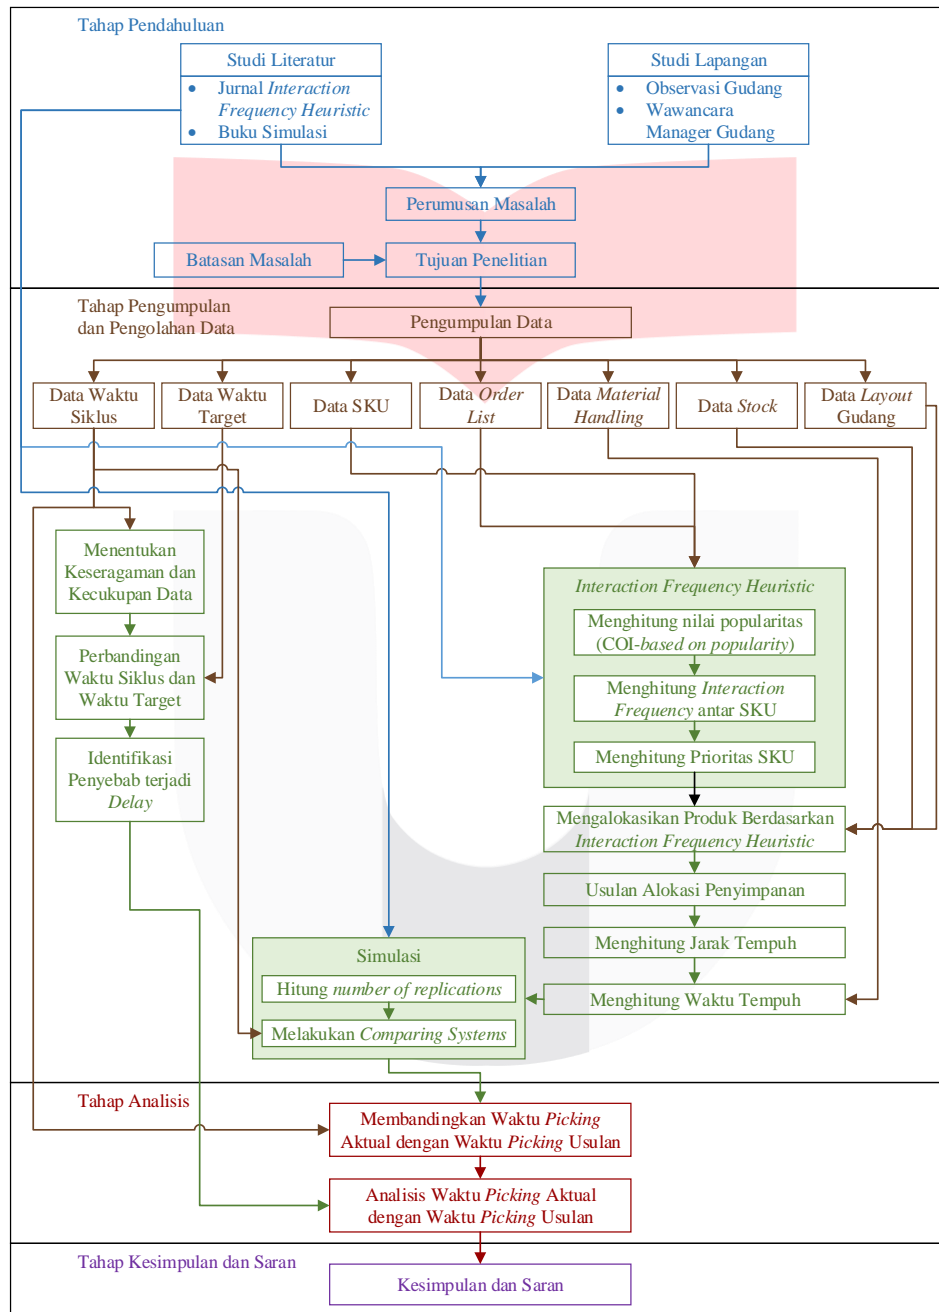 Tahap Pendahuluan
Studi Literatur
• Jurnal Interaction
Frequency Heuristic
• Buku Simulasi
Studi Lapangan
• Observasi Gudang
• Wawancara
Manager Gudang
Perumusan Masalah
Batasan Masalah
Tujuan Penelitian
Tahap Pengumpulan
dan Pengolahan Data
Pengumpulan Data
Data Waktu
Siklus
Data Waktu
Target
Data SKU
Data Order
List
Data Material
Handling
Data Stock
Data Layout
Gudang
Menentukan
Keseragaman dan
Kecukupan Data
Perbandingan
Waktu Siklus dan
Waktu Target
Identifikasi
Penyebab terjadi
Delay
Interaction Frequency Heuristic
Menghitung nilai popularitas
(COI-based on popularity)
Menghitung Interaction
Frequency antar SKU
Menghitung Prioritas SKU
Mengalokasikan Produk Berdasarkan
Interaction Frequency Heuristic
Usulan Alokasi Penyimpanan
Menghitung Jarak Tempuh
Menghitung Waktu Tempuh
Simulasi
Hitung number of replications
Melakukan Comparing Systems
Tahap Analisis
Membandingkan Waktu Picking
Aktual dengan Waktu Picking Usulan
Analisis Waktu Picking Aktual
dengan Waktu Picking Usulan
Tahap Kesimpulan dan Saran
Kesimpulan dan Saran